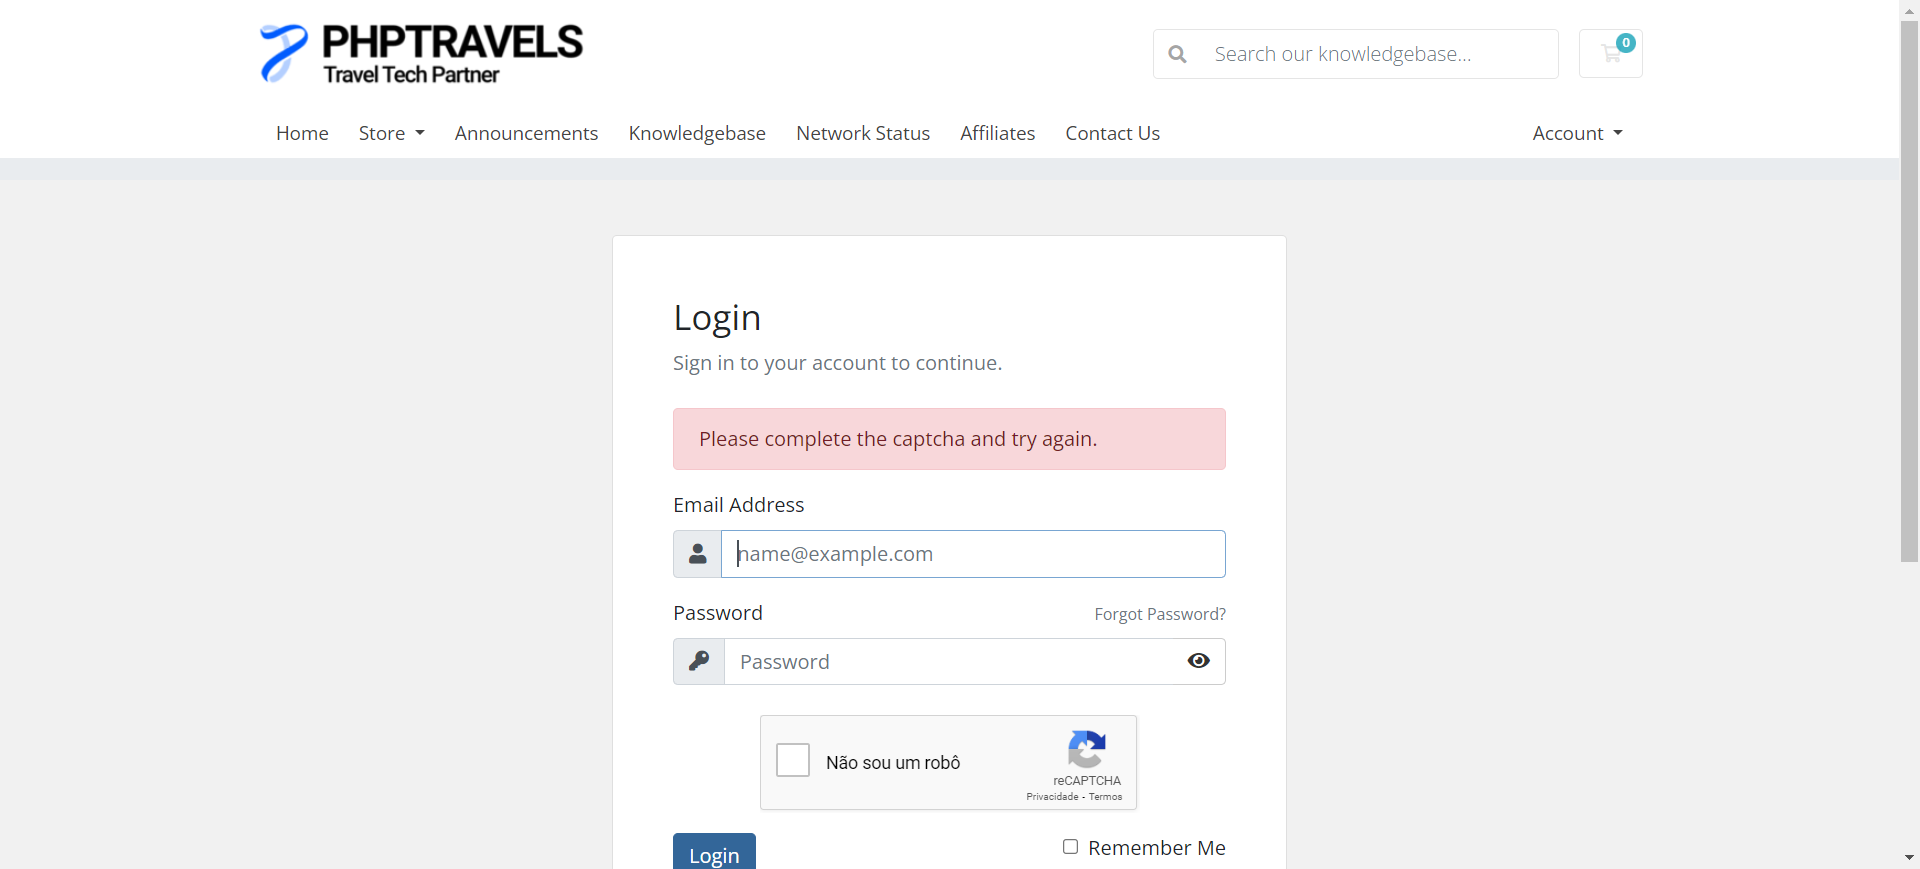 PHPTRAVELS
Travel Tech Partner
Search our knowledgebase...
0
Home
Store
Announcements
Knowledgebase
Network Status
Affiliates
Contact Us
Account
Login
Sign in to your account to continue.
Please complete the captcha and try again.
Email Address
name@example.com
Password
Forgot Password?
Password
Não sou um robô
reCAPTCHA
Privacidade - Termos
Login
Remember Me